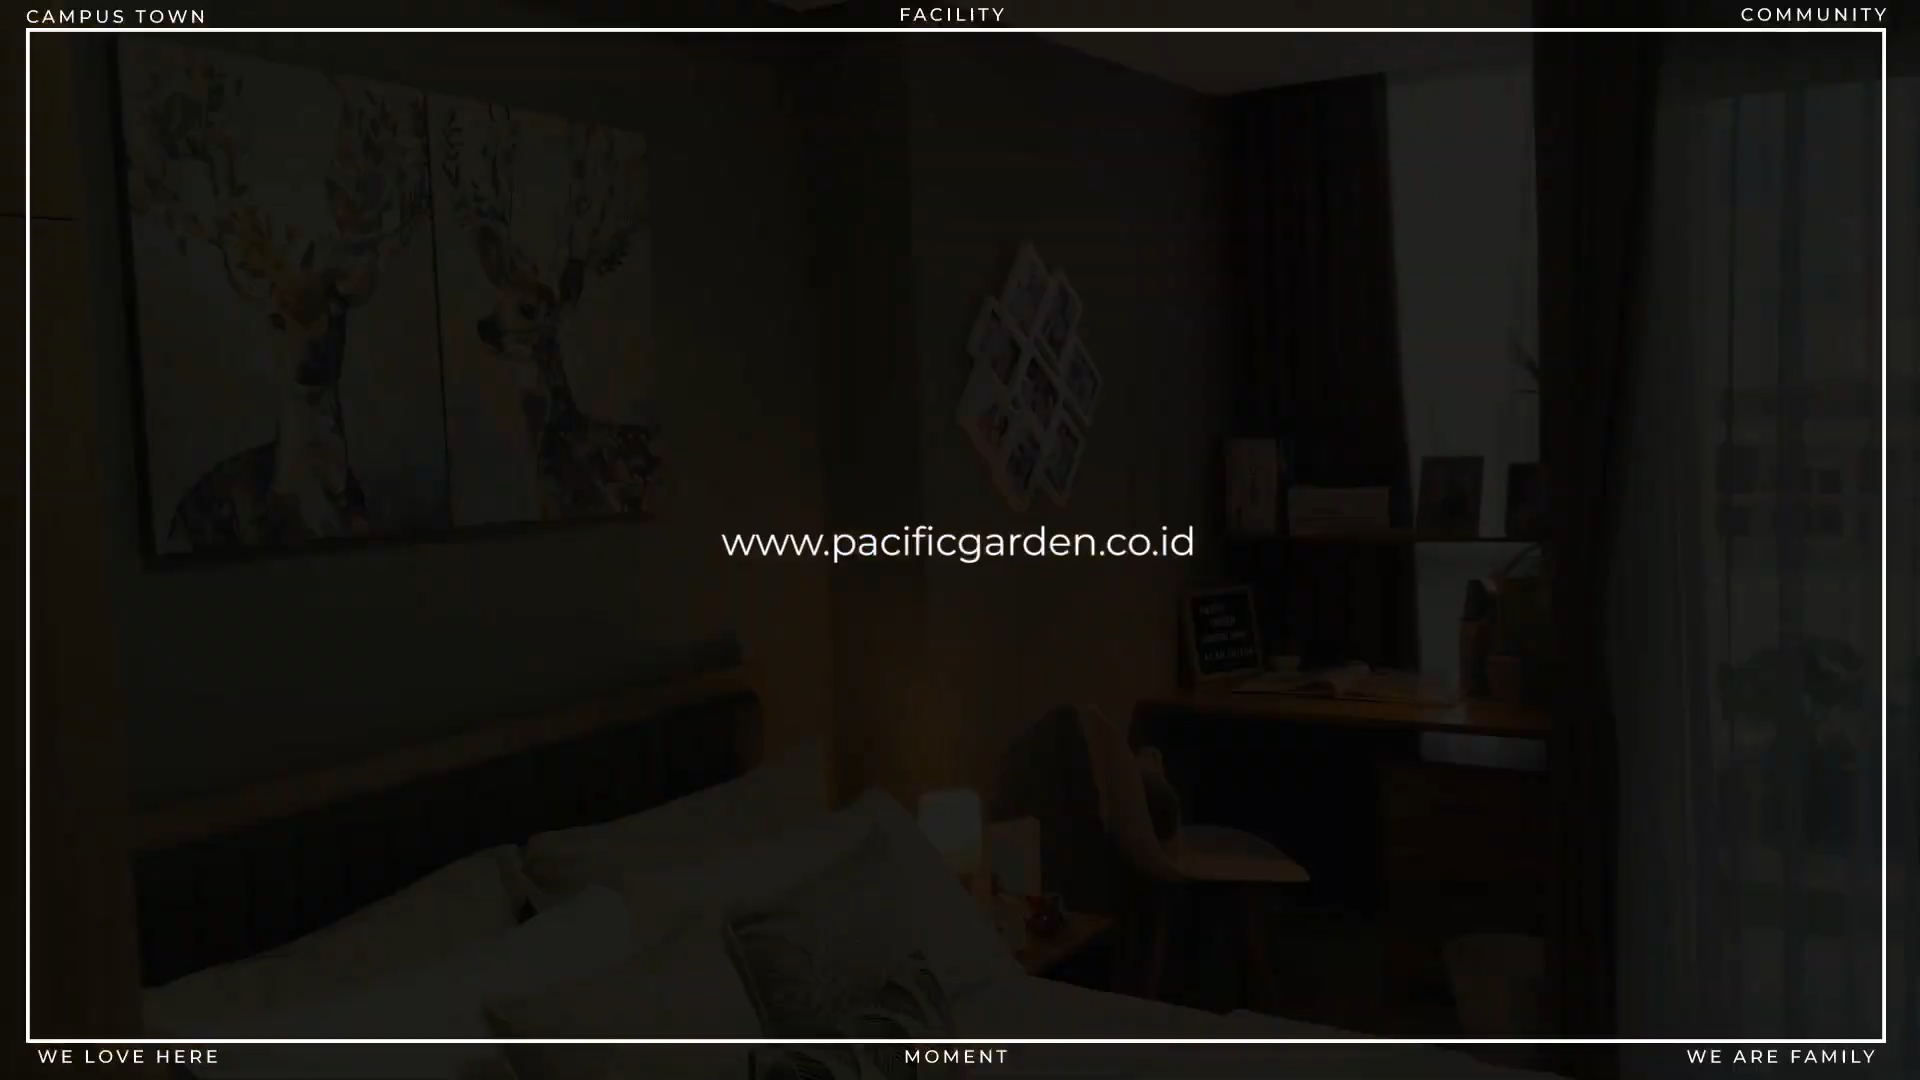 CAMPUS TOWN
FACILITY
COMMUNITY
www.pacificgarden.co.id
WE LOVE HERE
MOMENT
WE ARE FAMILY